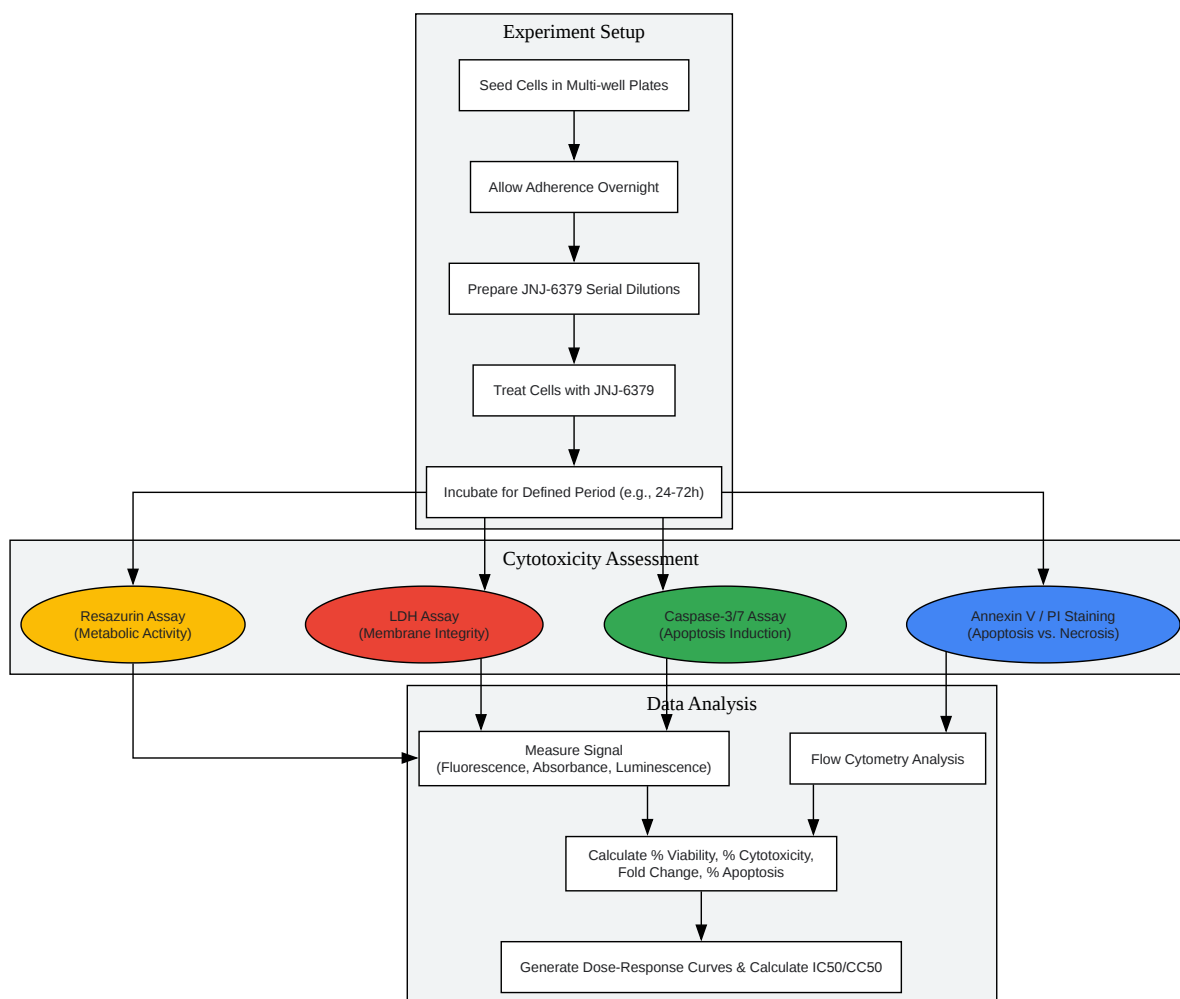 Experiment Setup
Seed Cells in Multi-well Plates
Allow Adherence Overnight
Prepare JNJ-6379 Serial Dilutions
Treat Cells with JNJ-6379
Incubate for Defined Period (e.g., 24-72h)
Cytotoxicity Assessment
Resazurin Assay
(Metabolic Activity)
LDH Assay
(Membrane Integrity)
Caspase-3/7 Assay
(Apoptosis Induction)
Annexin V / PI Staining
(Apoptosis vs. Necrosis)
Data Analysis
Measure Signal
(Fluorescence, Absorbance, Luminescence)
Flow Cytometry Analysis
Calculate % Viability, % Cytotoxicity,
Fold Change, % Apoptosis
Generate Dose-Response Curves & Calculate IC50/CC50